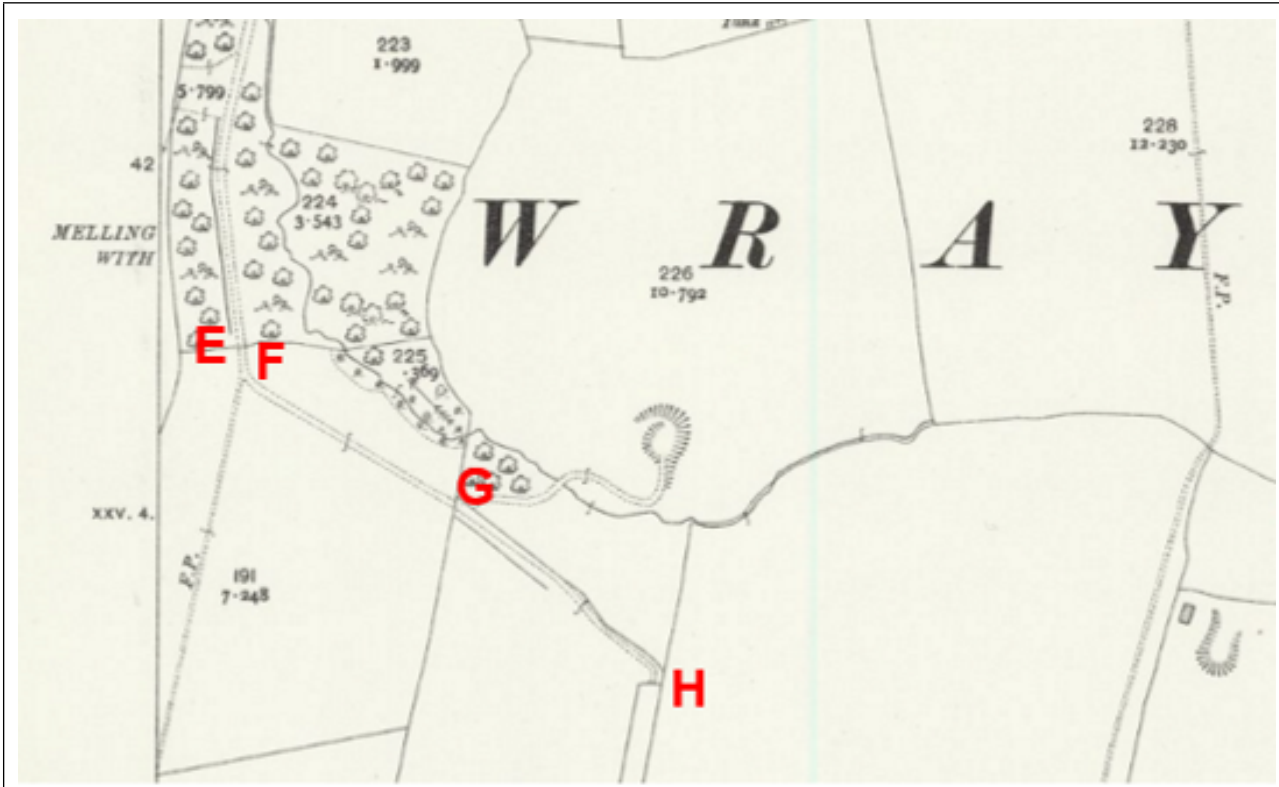 223
1·999
5·799
228
12·230
42
224
3·543
MELLING
WITH
W R A Y
226
10·792
F.P.
E
F
225
·369
G
XXV. 4.
F.P.
191
7·248
H